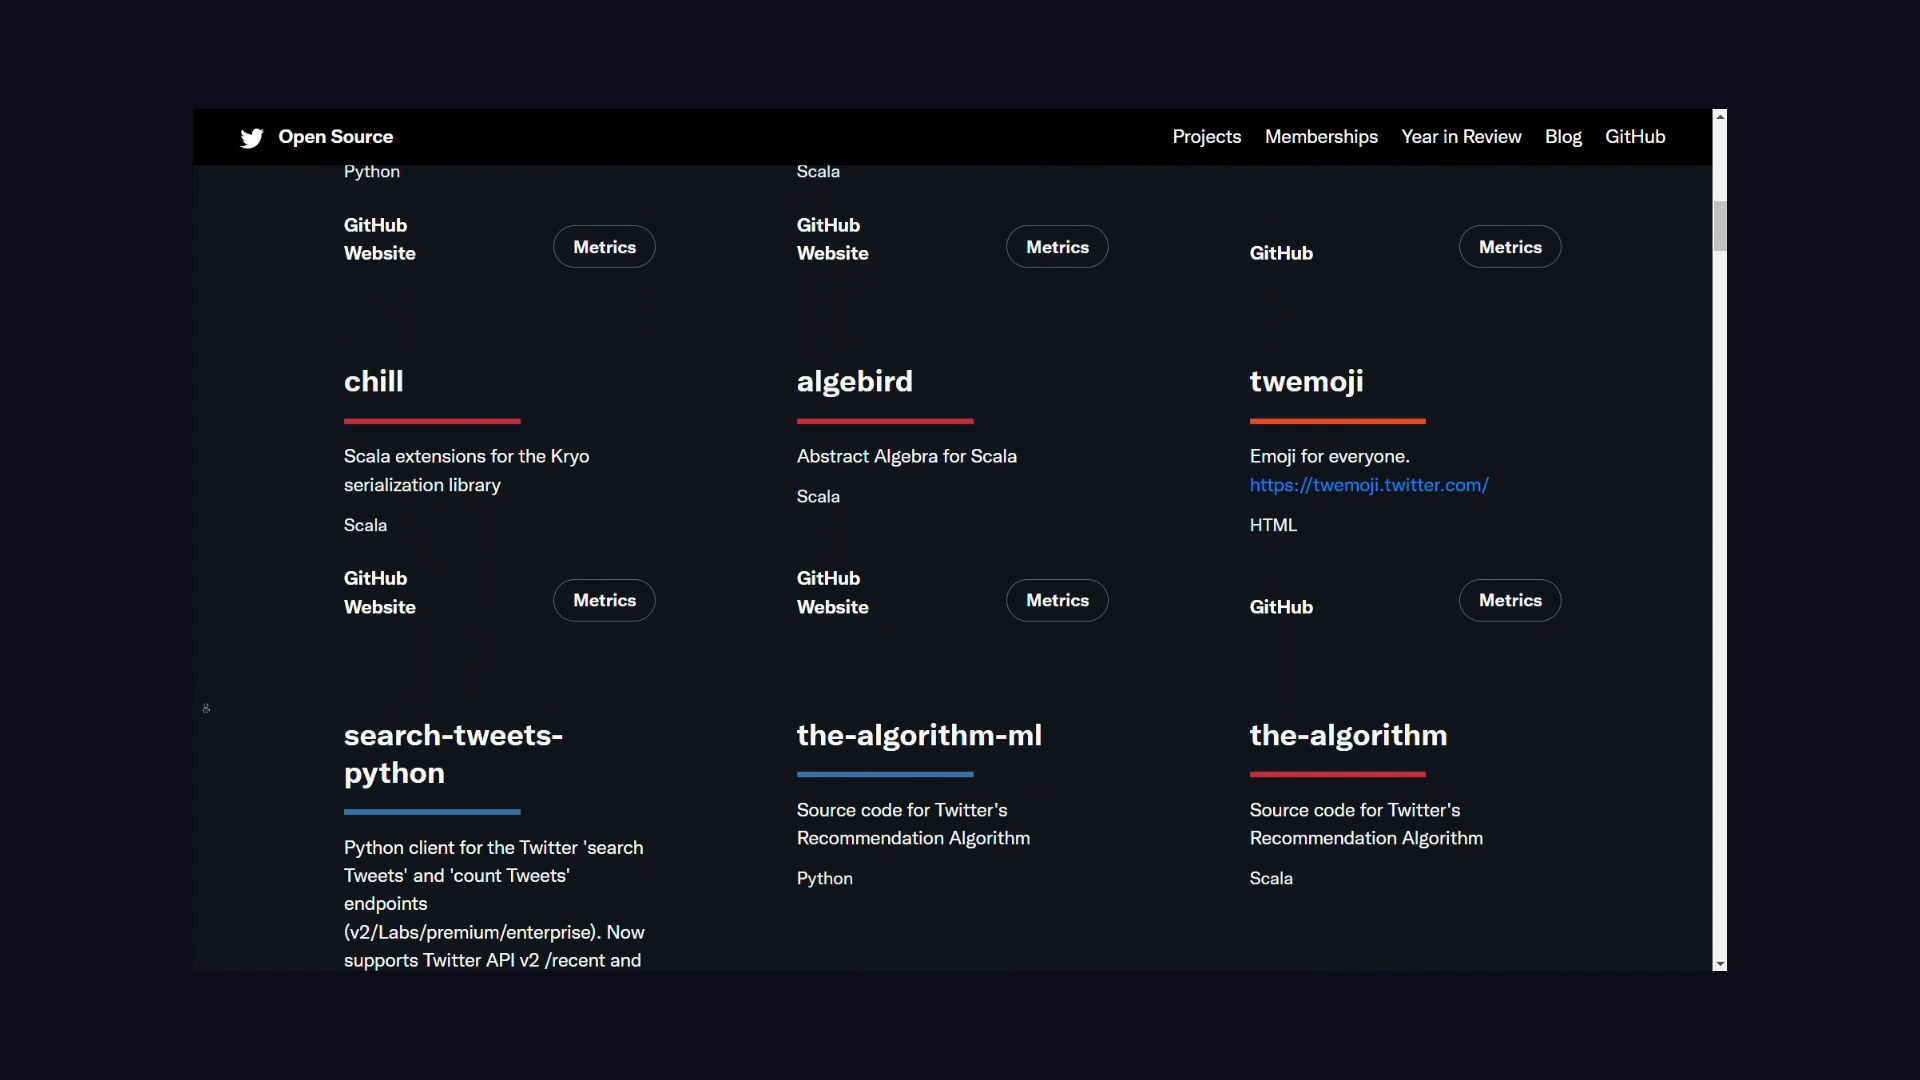 Open Source
Projects Memberships Year in Review Blog GitHub
Python
GitHub
Website
Metrics
Scala
GitHub
Website
Metrics
GitHub
Metrics
chill
Scala extensions for the Kryo
serialization library
Scala
GitHub
Website
Metrics
algebird
Abstract Algebra for Scala
Scala
GitHub
Website
Metrics
twemoji
Emoji for everyone.
https://twemoji.twitter.com/
HTML
GitHub
Metrics
search-tweets-
python
Python client for the Twitter 'search
Tweets' and 'count Tweets'
endpoints
(v2/Labs/premium/enterprise). Now
supports Twitter API v2 /recent and
the-algorithm-ml
Source code for Twitter's
Recommendation Algorithm
Python
the-algorithm
Source code for Twitter's
Recommendation Algorithm
Scala